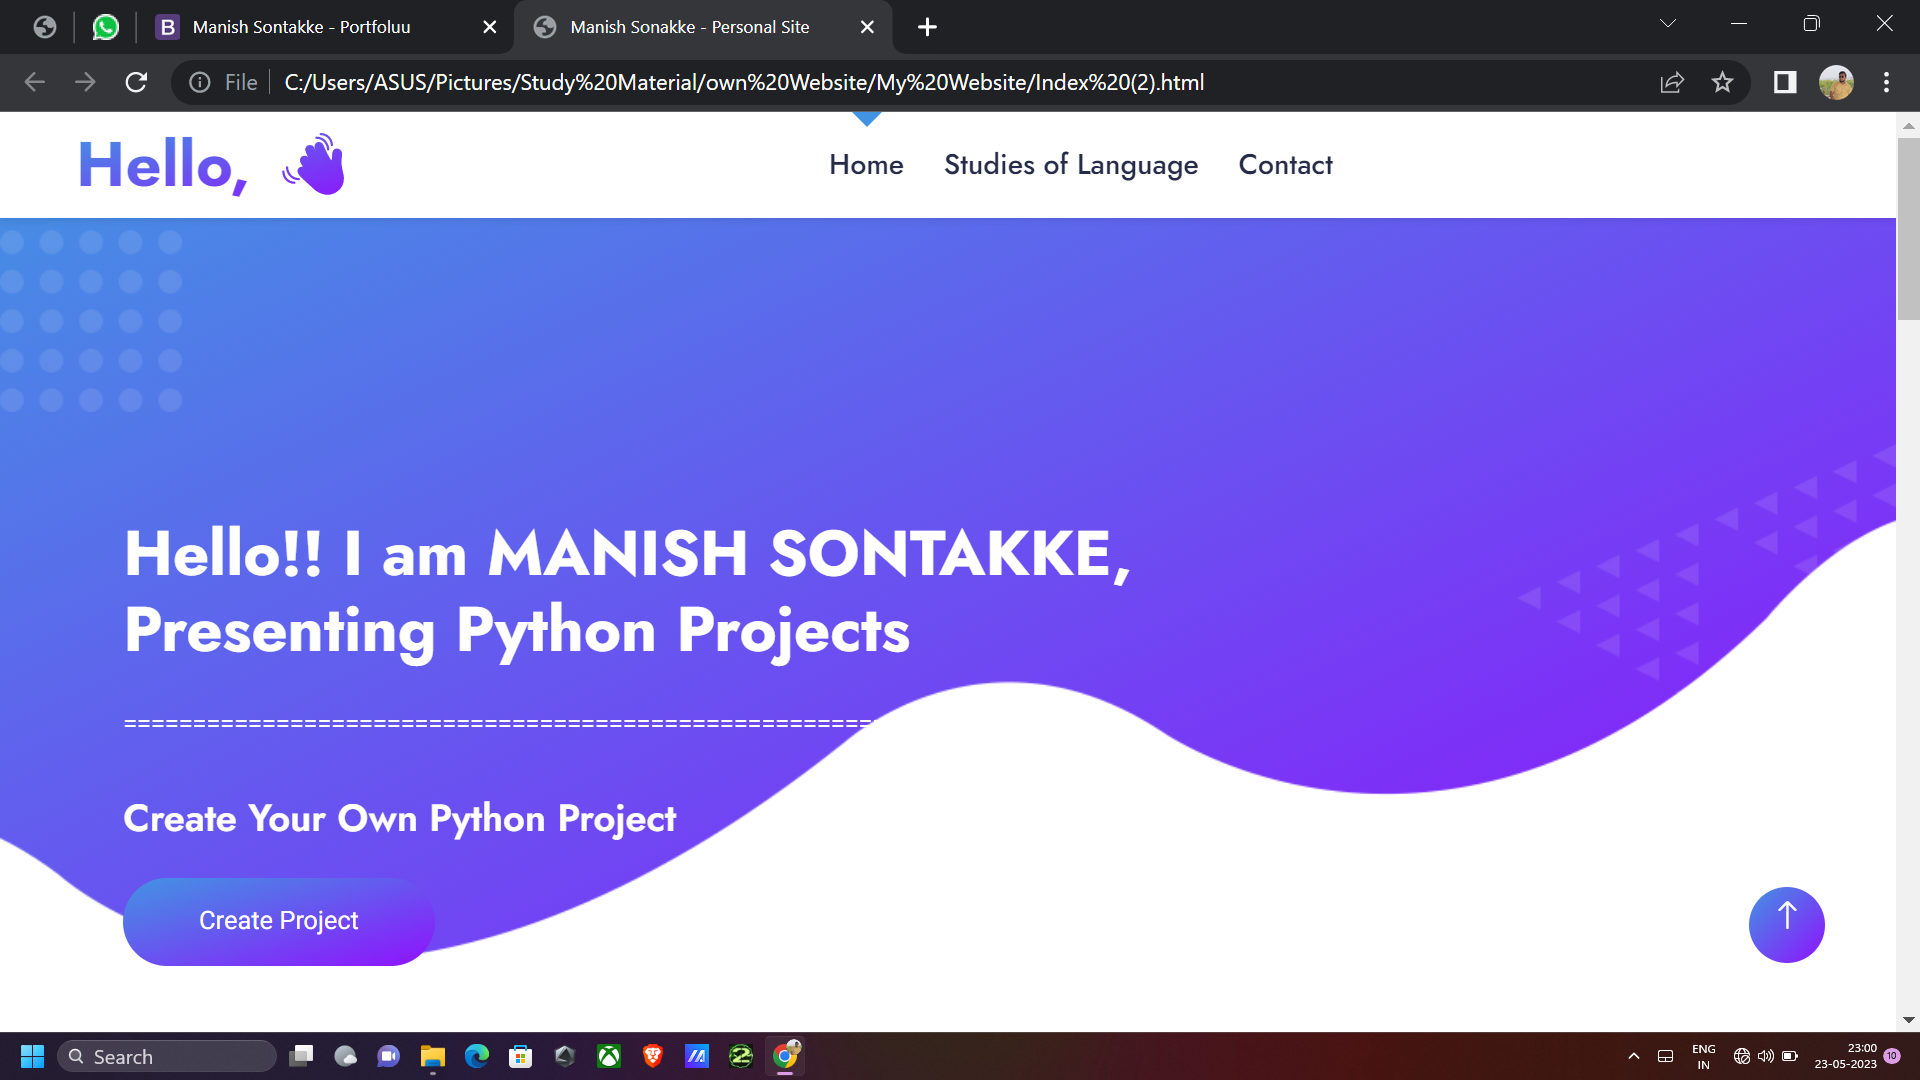 Manish Sontakke - Portfoluu
Manish Sonakke - Personal Site
File
C:/Users/ASUS/Pictures/Study%20Material/own%20Website/My%20Website/Index%20(2).html
Hello,
Home
Studies of Language
Contact
Hello!! I am MANISH SONTAKKE,
Presenting Python Projects
======================================================
Create Your Own Python Project
Create Project
Search
ENG
IN
23:00
23-05-2023
10